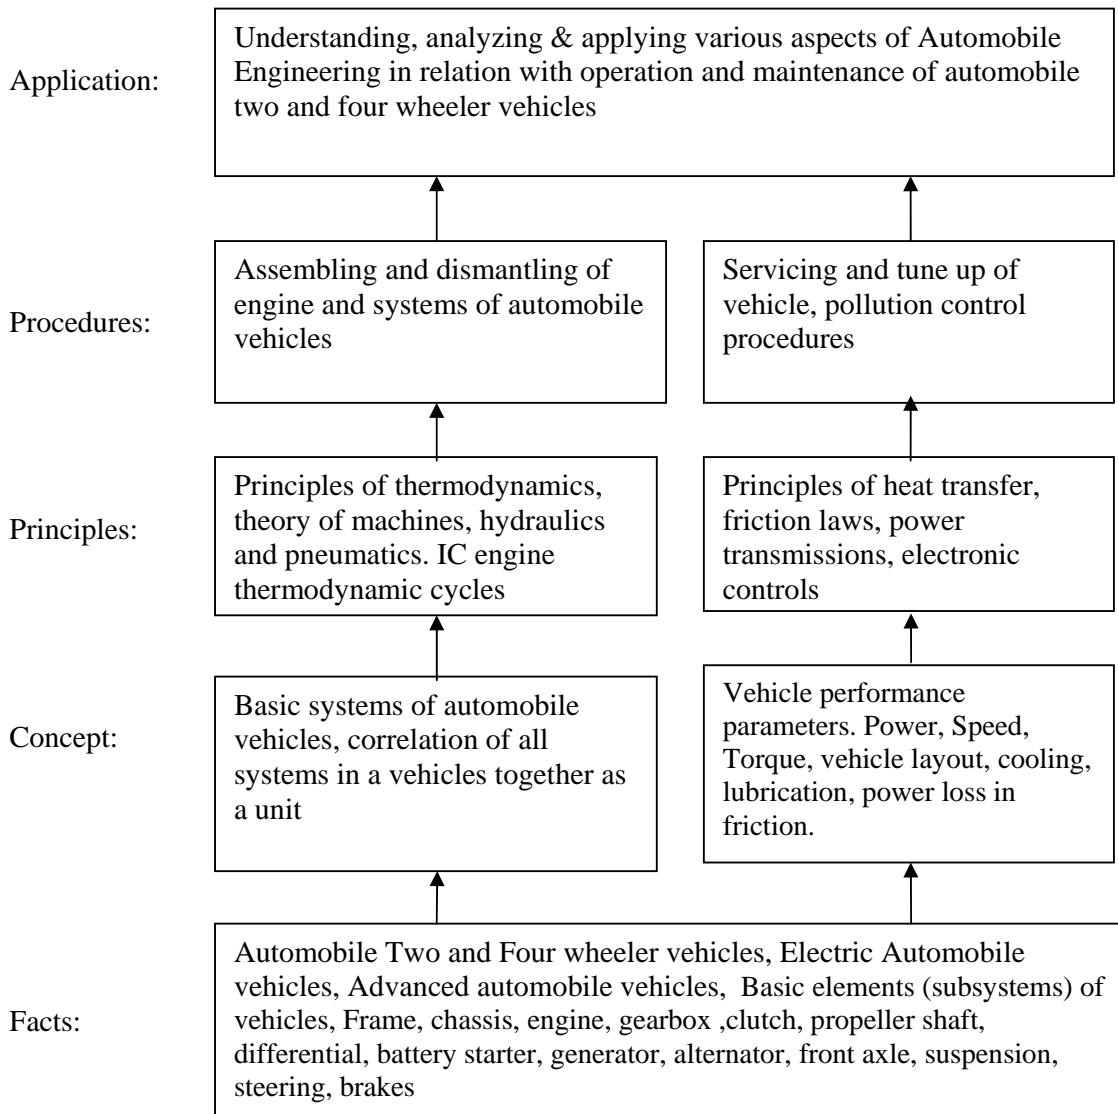 Application:
Understanding, analyzing & applying various aspects of Automobile
Engineering in relation with operation and maintenance of automobile
two and four wheeler vehicles
Procedures:
Assembling and dismantling of
engine and systems of automobile
vehicles
Servicing and tune up of
vehicle, pollution control
procedures
Principles:
Principles of thermodynamics,
theory of machines, hydraulics
and pneumatics. IC engine
thermodynamic cycles
Principles of heat transfer,
friction laws, power
transmissions, electronic
controls
Concept:
Basic systems of automobile
vehicles, correlation of all
systems in a vehicles together as
a unit
Vehicle performance
parameters. Power, Speed,
Torque, vehicle layout, cooling,
lubrication, power loss in
friction.
Facts:
Automobile Two and Four wheeler vehicles, Electric Automobile
vehicles, Advanced automobile vehicles,  Basic elements (subsystems) of
vehicles, Frame, chassis, engine, gearbox ,clutch, propeller shaft,
differential, battery starter, generator, alternator, front axle, suspension,
steering, brakes